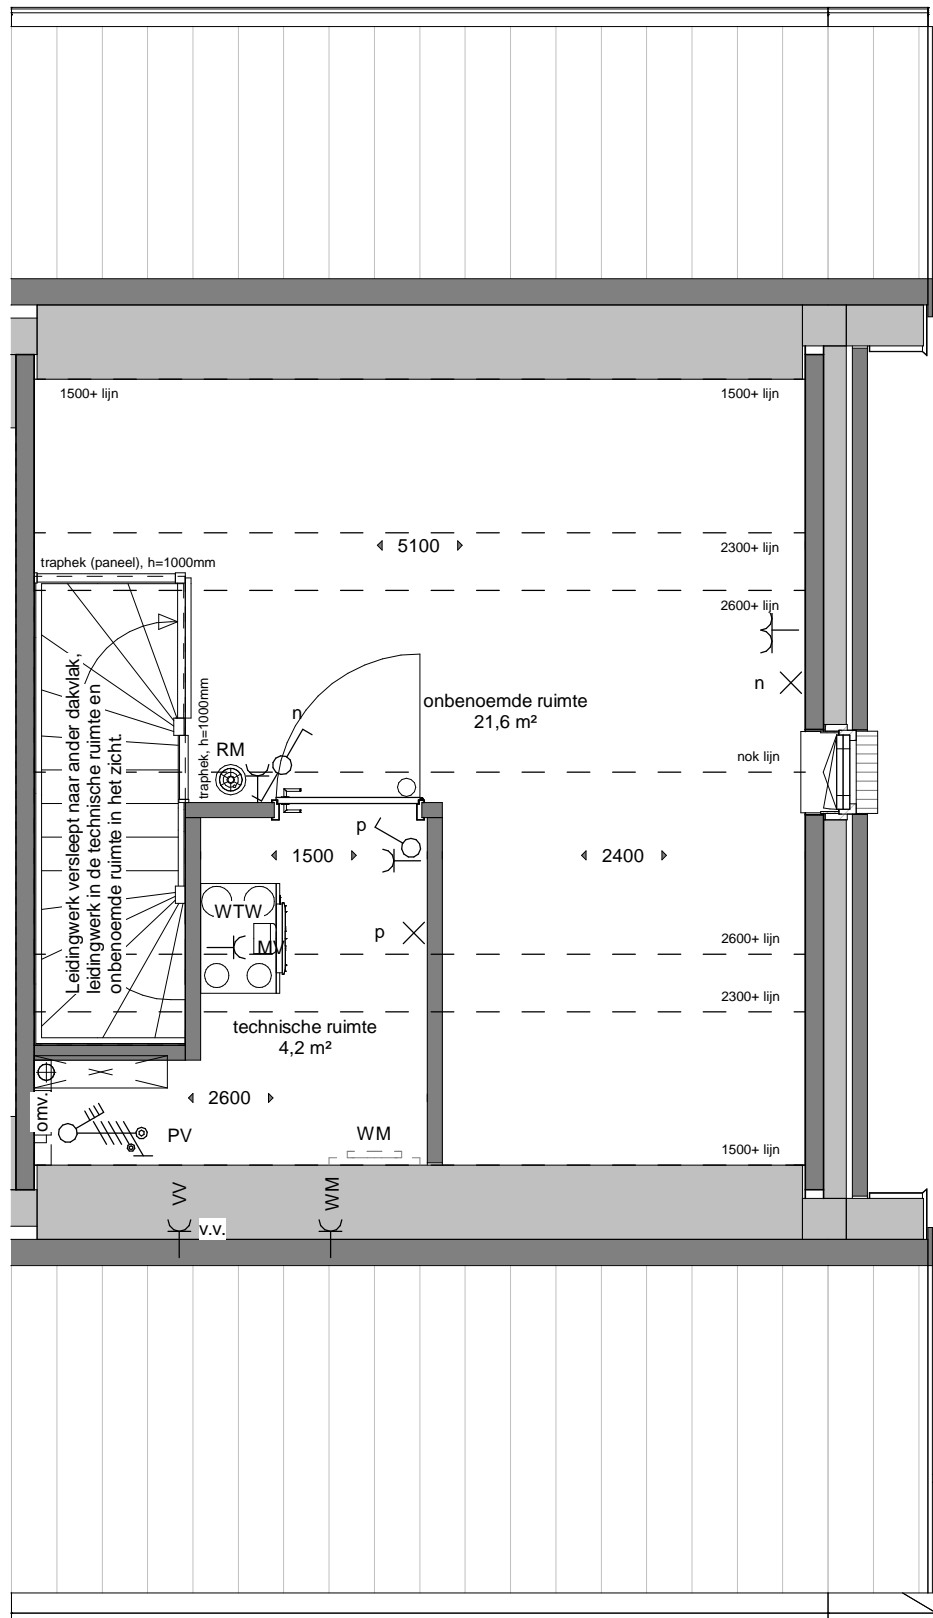 1500+ lijn
1500+ lijn
5100
2300+ lijn
traphek (paneel), h=1000mm
2600+ lijn
n
onbenoemde ruimte
21,6 m²
n
traphek, h=1000mm
RM
nok lijn
Leidingwerk versleept naar ander dakvlak,
leidingwerk in de technische ruimte en
onbenoemde ruimte in het zicht.
p
1500
2400
WTW
MV
p
2600+ lijn
2300+ lijn
technische ruimte
4,2 m²
2600
omv.
PV
WM
1500+ lijn
VV
WM
v.v.